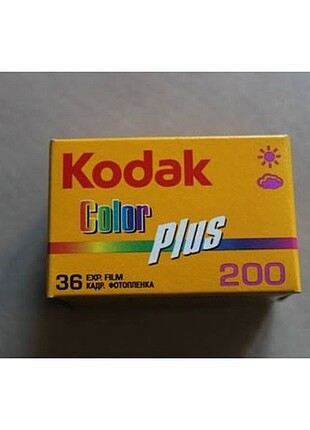 Kodak
Color
Plus
36 EXP. FILM
КАДР. ФОТОПЛЕНКА
200